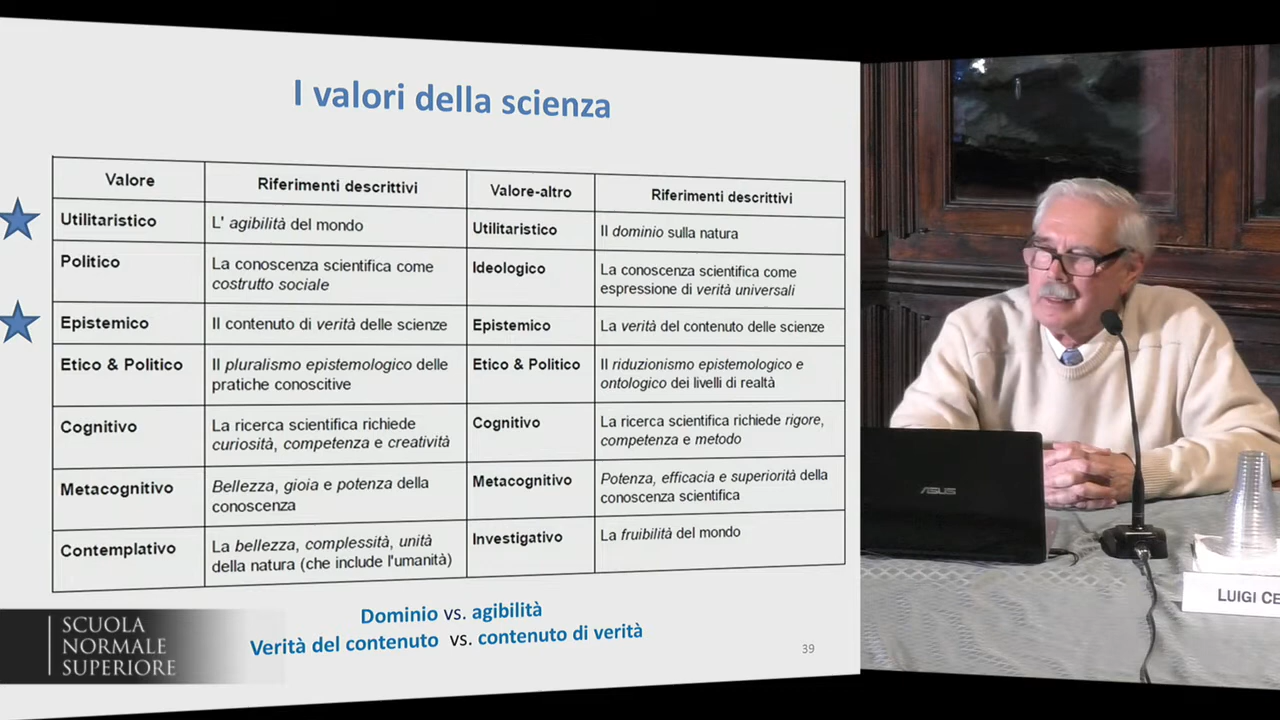 I valori della scienza
Valore
Riferimenti descrittivi
Valore-altro
Riferimenti descrittivi
Utilitaristico
L' agibilità del mondo
Utilitaristico
Il dominio sulla natura
Politico
La conoscenza scientifica come
costrutto sociale
Ideologico
La conoscenza scientifica come
espressione di verità universali
Epistemico
Il contenuto di verità delle scienze
Epistemico
La verità del contenuto delle scienze
Etico & Politico
Il pluralismo epistemologico delle
pratiche conoscitive
Etico & Politico
Il riduzionismo epistemologico e
ontologico dei livelli di realtà
Cognitivo
La ricerca scientifica richiede
curiosità, competenza e creatività
Cognitivo
La ricerca scientifica richiede rigore,
competenza e metodo
Metacognitivo
Bellezza, gioia e potenza della
conoscenza
Metacognitivo
Potenza, efficacia e superiorità della
conoscenza scientifica
Contemplativo
La bellezza, complessità, unità
della natura (che include l'umanità)
Investigativo
La fruibilità del mondo
Dominio vs. agibilità
Verità del contenuto vs. contenuto di verità
39
SCUOLA
NORMALE
SUPERIORE
ASUS
LUIGI CE